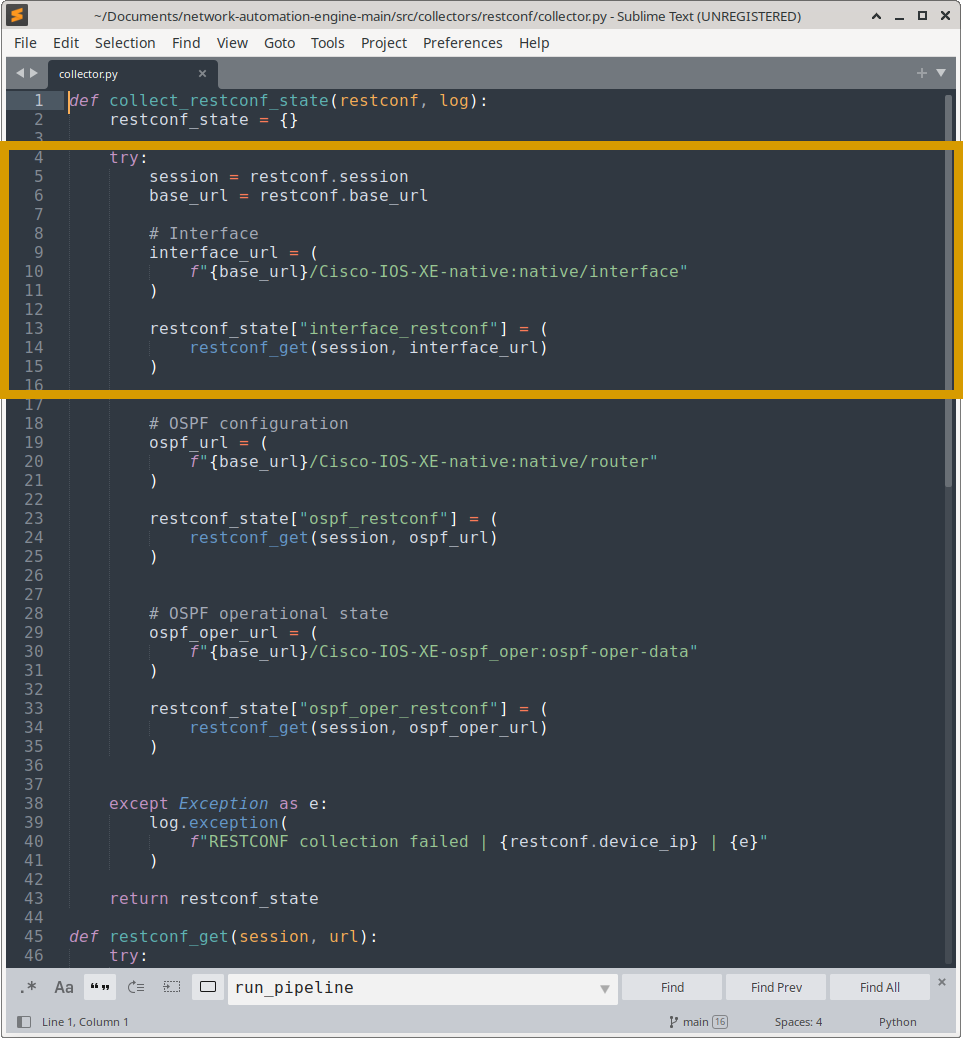 ~/Documents/network-automation-engine-main/src/collectors/restconf/collector.py - Sublime Text (UNREGISTERED)
File Edit Selection Find View Goto Tools Project Preferences Help
collector.py
1 def collect_restconf_state(restconf, log):
2     restconf_state = {}
3
4     try:
5         session = restconf.session
6         base_url = restconf.base_url
7
8         # Interface
9         interface_url = (
10             f"{base_url}/Cisco-IOS-XE-native:native/interface"
11         )
12
13         restconf_state["interface_restconf"] = (
14             restconf_get(session, interface_url)
15         )
16
17
18         # OSPF configuration
19         ospf_url = (
20             f"{base_url}/Cisco-IOS-XE-native:native/router"
21         )
22
23         restconf_state["ospf_restconf"] = (
24             restconf_get(session, ospf_url)
25         )
26
27
28         # OSPF operational state
29         ospf_oper_url = (
30             f"{base_url}/Cisco-IOS-XE-ospf_oper:ospf-oper-data"
31         )
32
33         restconf_state["ospf_oper_restconf"] = (
34             restconf_get(session, ospf_oper_url)
35         )
36
37
38     except Exception as e:
39         log.exception(
40             f"RESTCONF collection failed | {restconf.device_ip} | {e}"
41         )
42
43     return restconf_state
44
45 def restconf_get(session, url):
46     try:
.* Aa “” run_pipeline Find Find Prev Find All
Line 1, Column 1 main 16 Spaces: 4 Python